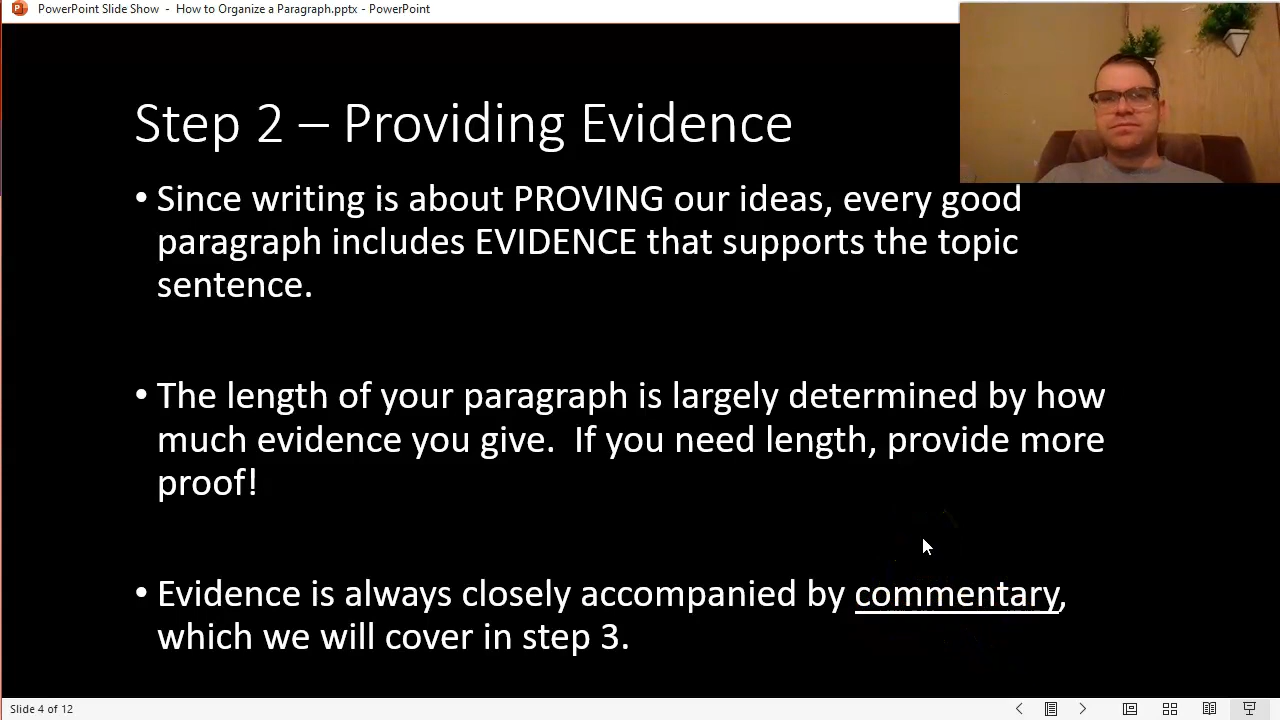 PowerPoint Slide Show - How to Organize a Paragraph.pptx - PowerPoint
Step 2 – Providing Evidence
• Since writing is about PROVING our ideas, every good
paragraph includes EVIDENCE that supports the topic
sentence.
• The length of your paragraph is largely determined by how
much evidence you give.  If you need length, provide more
proof!
• Evidence is always closely accompanied by commentary,
which we will cover in step 3.
Slide 4 of 12